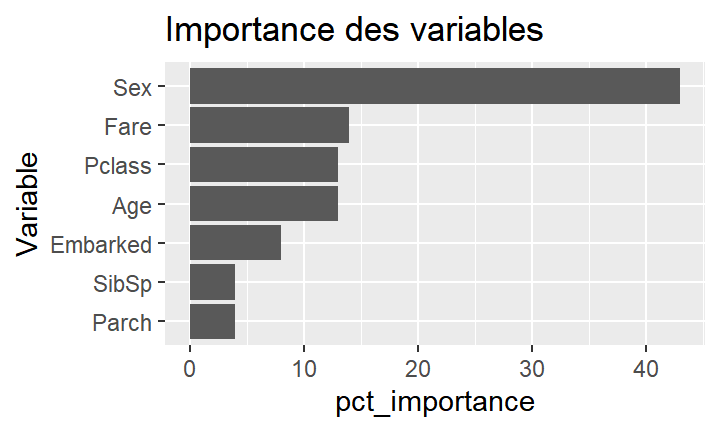 Importance des variables
Variable
Sex
Fare
Pclass
Age
Embarked
SibSp
Parch
0 10 20 30 40
pct_importance